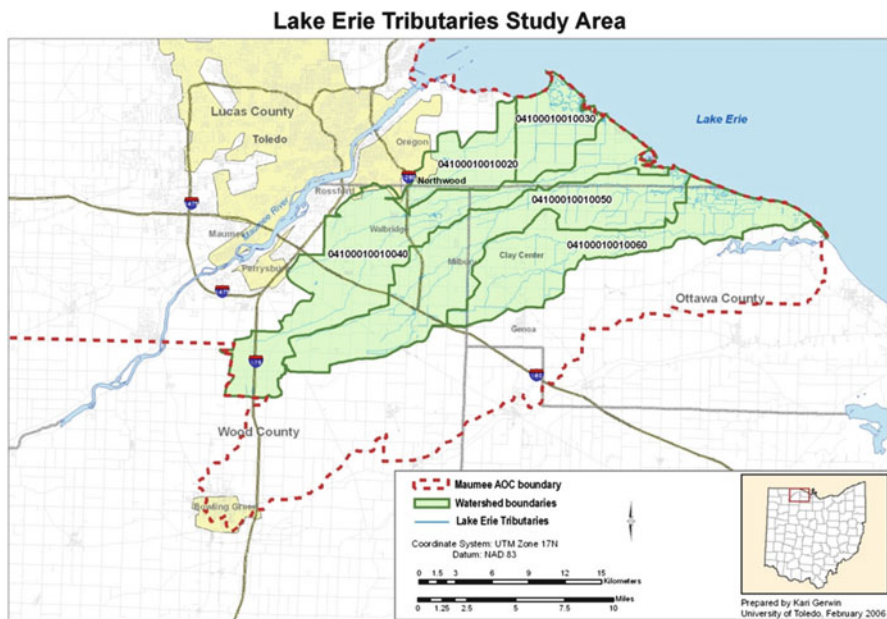 Lake Erie Tributaries Study Area
Lucas County
Toledo
Oregon
04100010010030
Lake Erie
04100010010020
Northwood
Rossford
04100010010050
Maumee River
Maumee
Walbridge
04100010010060
04100010010040
Clay Center
Perrysburg
Millbury
Ottawa County
Genoa
Wood County
Bowling Green
Maumee AOC boundary
Watershed boundaries
Lake Erie Tributaries
Coordinate System: UTM Zone 17N
Datum: NAD 83
0 1.5 3 6 9 12 15
Kilometers
Miles
0 1.25 2.5 5 7.5 10
Prepared by Kari Gerwin
University of Toledo, February 2006